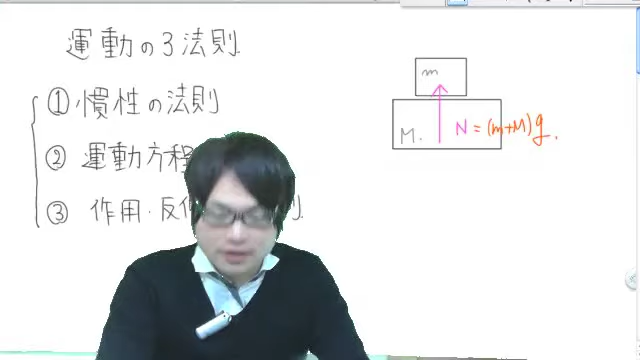 運動の3法則
① 慣性の法則
② 運動方程
③ 作用・反作
m
M.
N = (m+M)g.